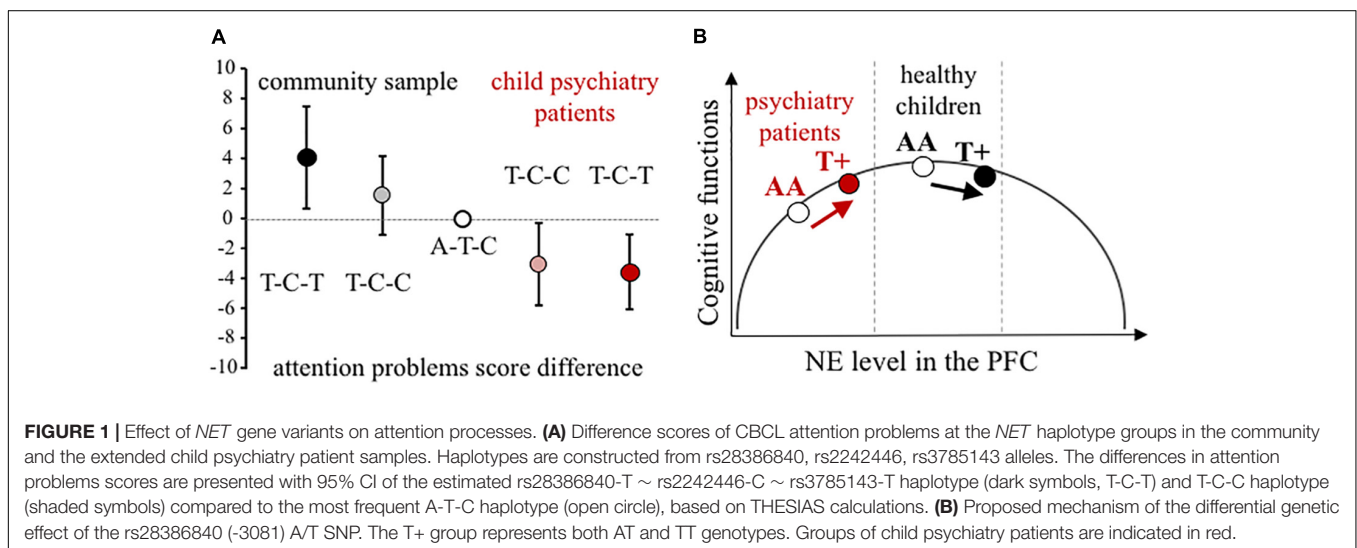 A
B
10
8
6
4
2
0
-2
-4
-6
-8
-10
community sample
child psychiatry
patients
T-C-C T-C-T
A-T-C
T-C-T T-C-C
attention problems score difference
Cognitive functions
psychiatry
patients
healthy
children
AA T+
AA T+
NE level in the PFC
FIGURE 1 | Effect of NET gene variants on attention processes. (A) Difference scores of CBCL attention problems at the NET haplotype groups in the community
and the extended child psychiatry patient samples. Haplotypes are constructed from rs28386840, rs2242446, rs3785143 alleles. The differences in attention
problems scores are presented with 95% CI of the estimated rs28386840-T ~ rs2242446-C ~ rs3785143-T haplotype (dark symbols, T-C-T) and T-C-C haplotype
(shaded symbols) compared to the most frequent A-T-C haplotype (open circle), based on THESIAS calculations. (B) Proposed mechanism of the differential genetic
effect of the rs28386840 (-3081) A/T SNP. The T+ group represents both AT and TT genotypes. Groups of child psychiatry patients are indicated in red.